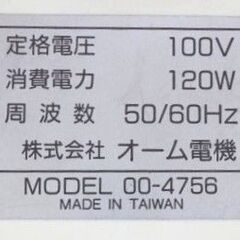 定格電圧 100V
消費電力 120W
周波数 50/60Hz
株式会社 オーム電機
MODEL 00-4756
MADE IN TAIWAN